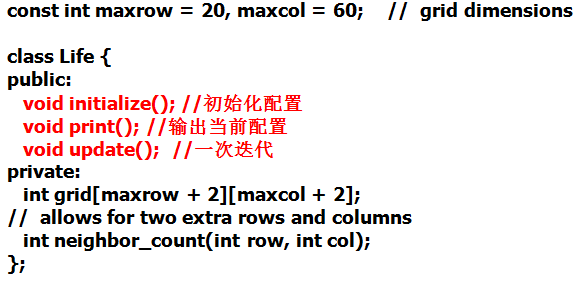 const int maxrow = 20, maxcol = 60;    //  grid dimensions
class Life {
public:
void initialize(); //初始化配置
void print(); //输出当前配置
void update();  //一次迭代
private:
int grid[maxrow + 2][maxcol + 2];
//  allows for two extra rows and columns
int neighbor_count(int row, int col);
};